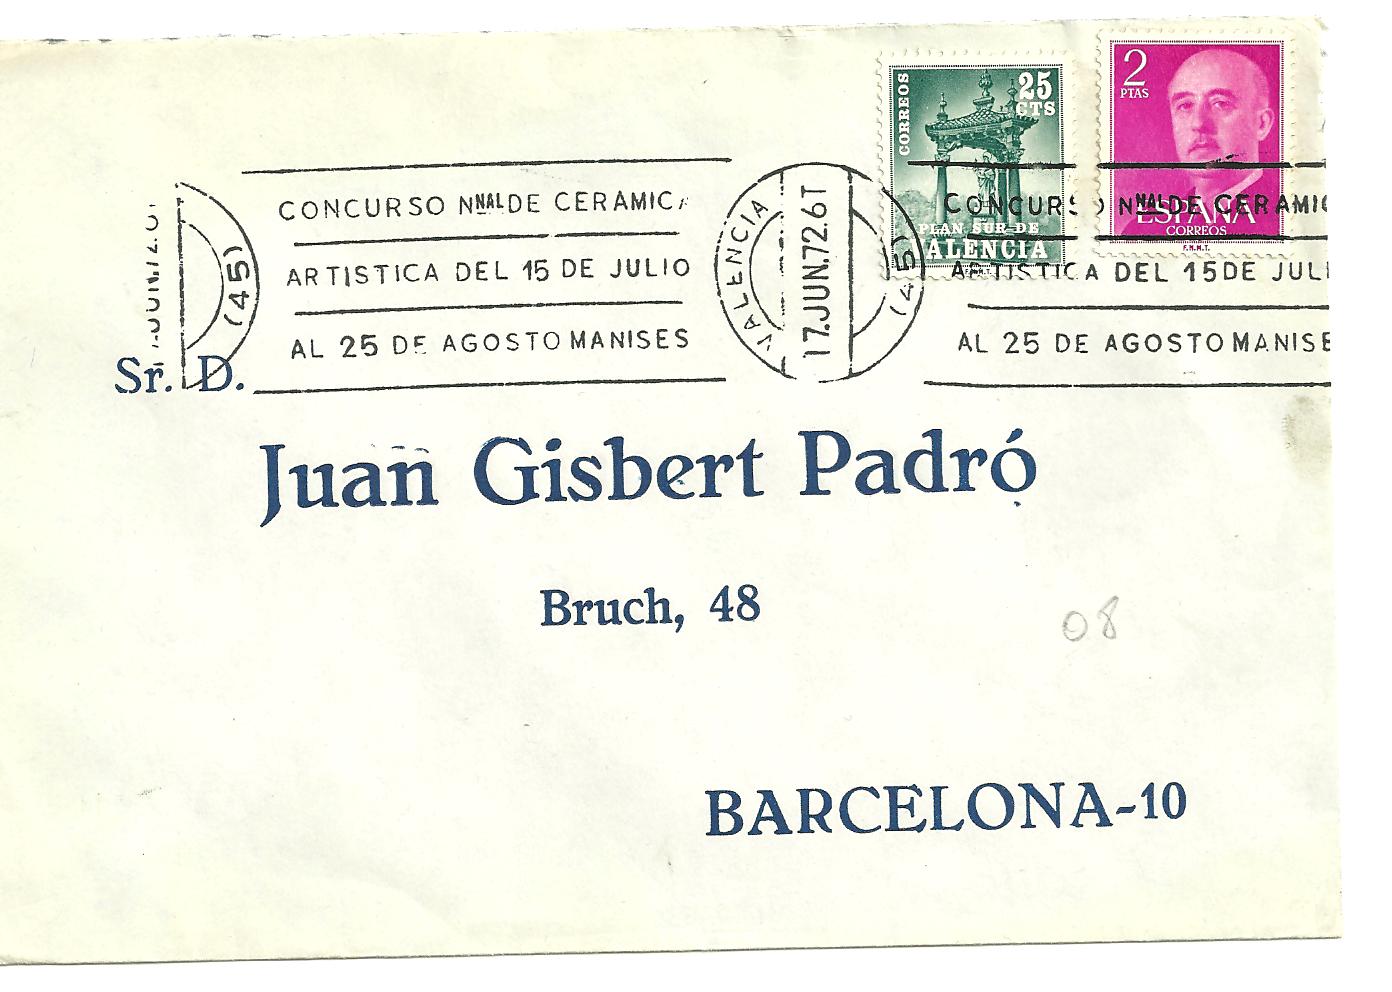 CORREOS
25
CTS
PLAN SUR DE
VALENCIA
F.N.M.T.
2
PTAS
ESPAÑA
CORREOS
F.N.M.T.
(45)
CONCURSO NNAL DE CERAMICA
ARTISTICA DEL 15 DE JULIO
AL 25 DE AGOSTO MANISES
VALENCIA
17.JUN.72.6T
(45)
CONCURSO NNAL DE CERAMIC
ARTISTICA DEL 15 DE JULI
AL 25 DE AGOSTO MANISE
Sr. D.
Juan Gisbert Padró
Bruch, 48
08
BARCELONA-10